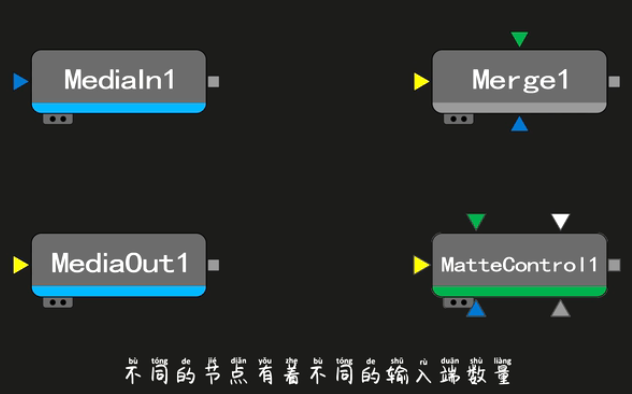 MediaIn1
Merge1
MediaOut1
MatteControl1
bù tóng de jié diǎn yǒu zhe bù tóng de shū rù duān shù liàng
不同的节点有着不同的输入端数量